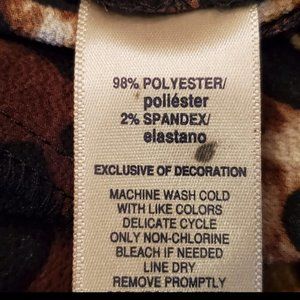 98% POLYESTER/
poliéster
2% SPANDEX/
elastano
EXCLUSIVE OF DECORATION
MACHINE WASH COLD
WITH LIKE COLORS
DELICATE CYCLE
ONLY NON-CHLORINE
BLEACH IF NEEDED
LINE DRY
REMOVE PROMPTLY